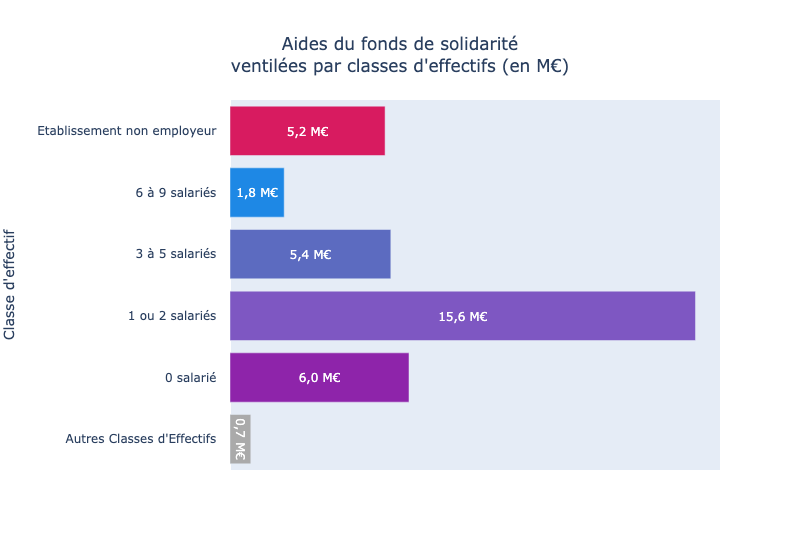 Aides du fonds de solidarité
ventilées par classes d'effectifs (en M€)
Classe d'effectif
Etablissement non employeur
5,2 M€
6 à 9 salariés
1,8 M€
3 à 5 salariés
5,4 M€
1 ou 2 salariés
15,6 M€
0 salarié
6,0 M€
Autres Classes d'Effectifs
0,7 M€